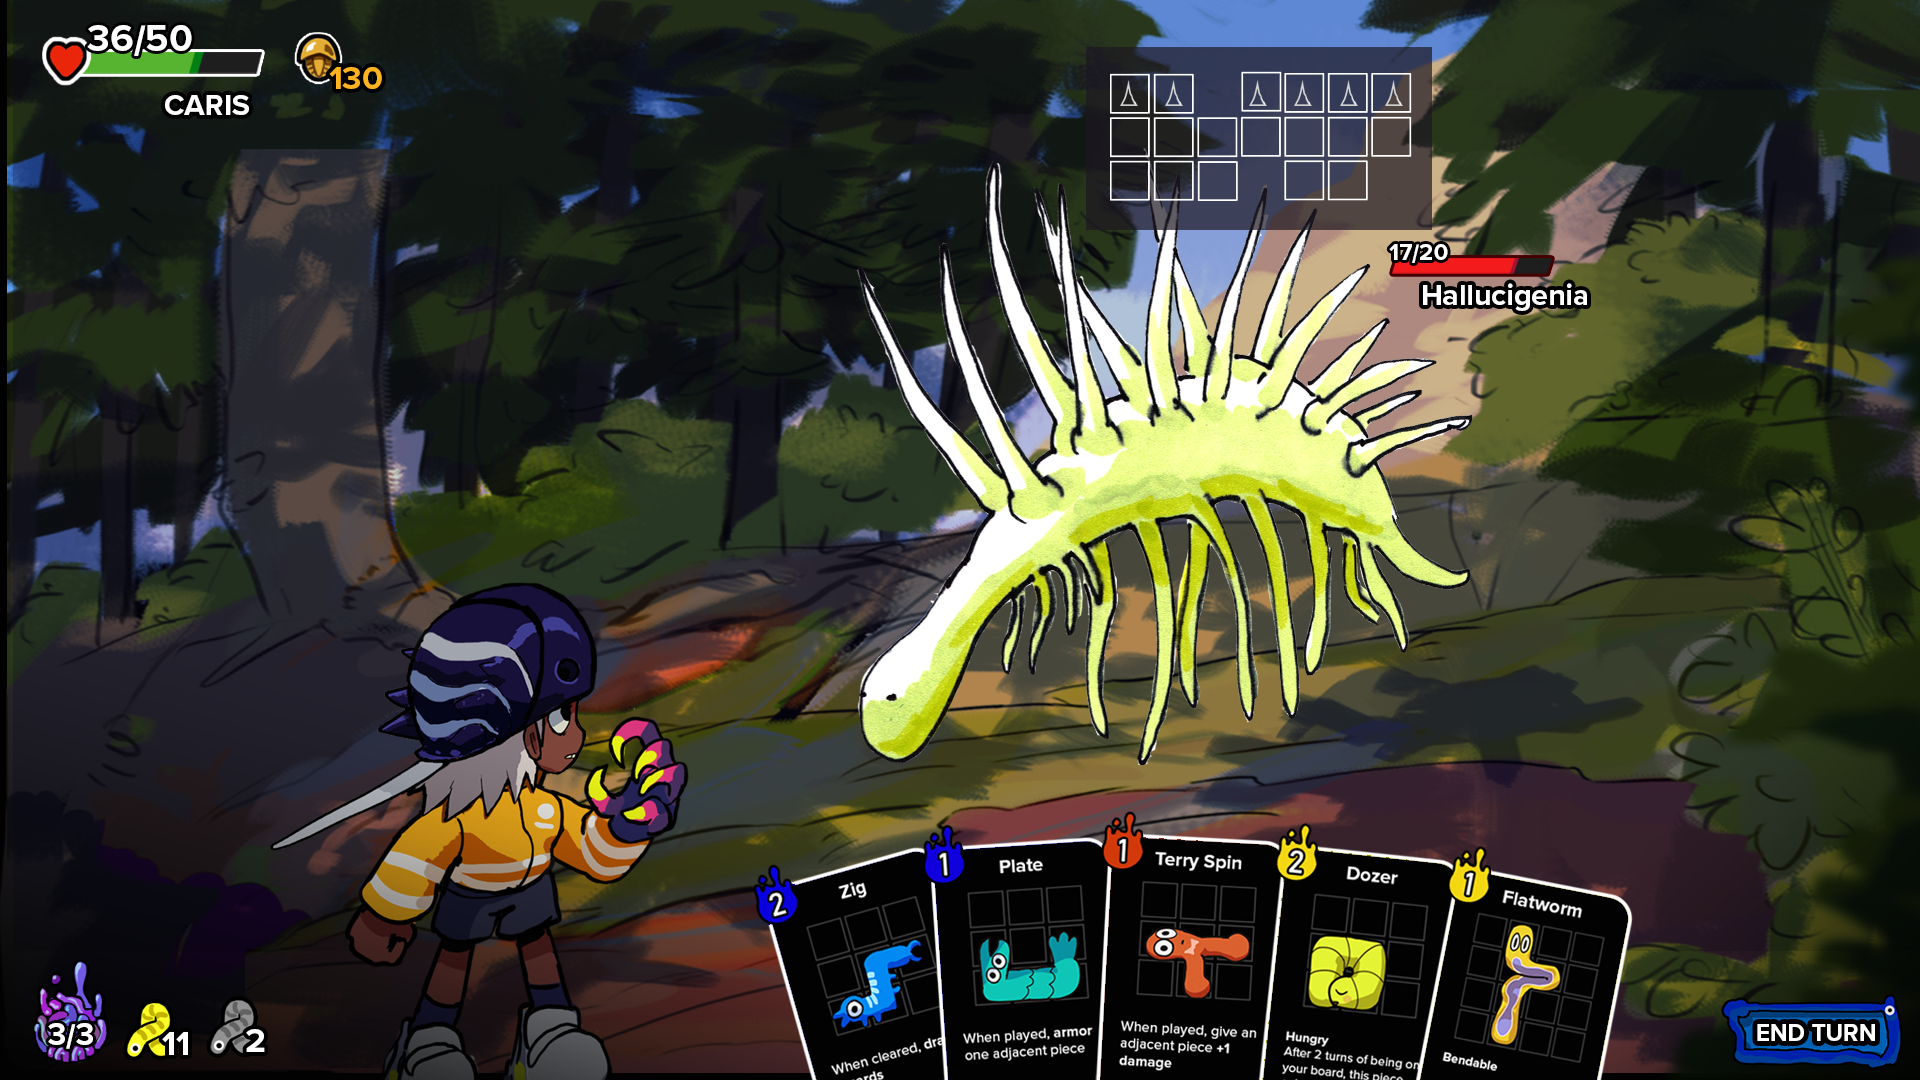 36/50
130
CARIS
17/20
Hallucigenia
2
Zig
When cleared,
1
Plate
When played, armor
one adjacent piece
1
Terry Spin
When played, give an
adjacent piece +1
damage
2
Dozer
Hungry
After 2 turns of being on
your board, this piece
1
Flatworm
Bendable
3/3
11
2
END TURN